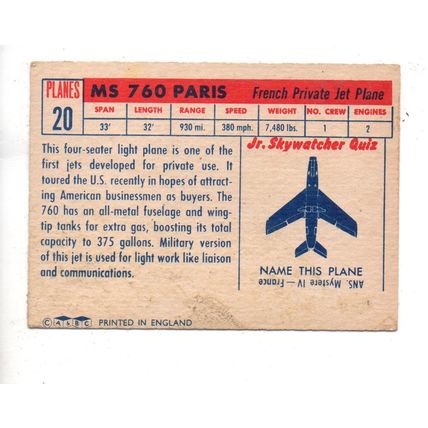 PLANES
20
MS 760 PARIS French Private Jet Plane
SPAN LENGTH RANGE SPEED WEIGHT NO. CREW ENGINES
33' 32' 930 mi. 380 mph. 7,480 lbs. 1 2
This four-seater light plane is one of the
first jets developed for private use. It
toured the U.S. recently in hopes of attract-
ing American businessmen as buyers. The
760 has an all-metal fuselage and wing-
tip tanks for extra gas, boosting its total
capacity to 375 gallons. Military version
of this jet is used for light work like liaison
and communications.
Jr. Skywatcher Quiz
NAME THIS PLANE
ANS. Mystere IV — France
© A&BC PRINTED IN ENGLAND